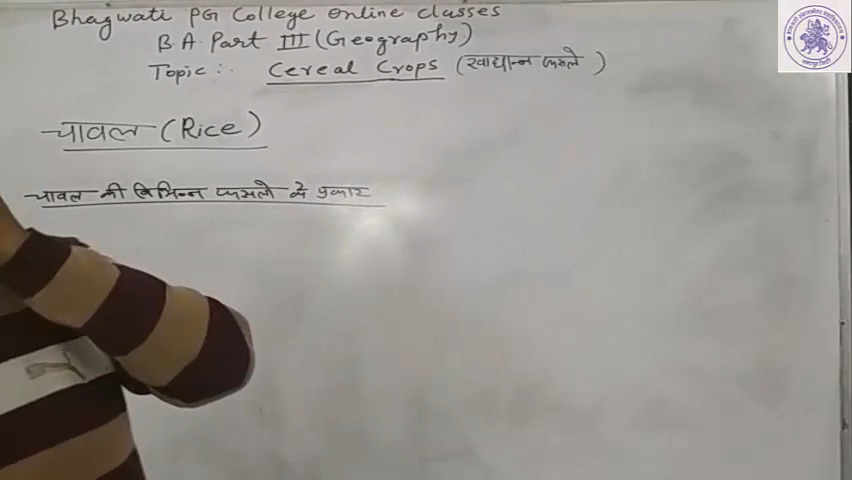 Bhagwati PG College online classes
B.A. Part III (Geography)
Topic:- Cereal Crops (खाद्यान्न फसले)
चावल (Rice)
चावल की विभिन्न फसलो के प्रकार